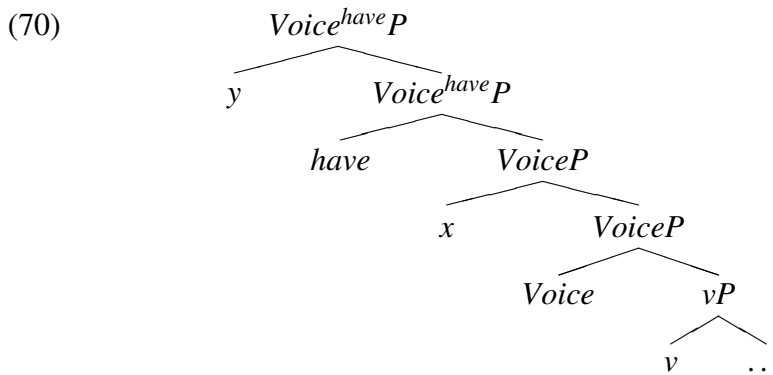 (70) Voice^{have}P
y Voice^{have}P
have VoiceP
x VoiceP
Voice vP
v . .